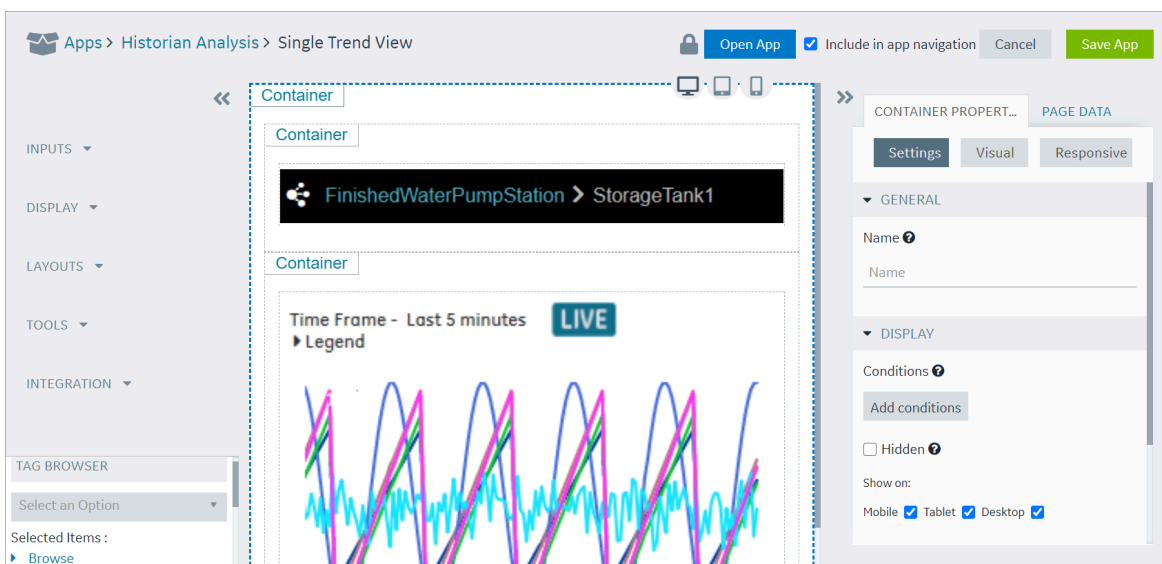 Apps > Historian Analysis > Single Trend View
Open App
Include in app navigation
Cancel
Save App
INPUTS
DISPLAY
LAYOUTS
TOOLS
INTEGRATION
TAG BROWSER
Select an Option
Selected Items :
Browse
Container
Container
FinishedWaterPumpStation > StorageTank1
Container
Time Frame - Last 5 minutes LIVE
Legend
CONTAINER PROPERT... PAGE DATA
Settings Visual Responsive
GENERAL
Name
Name
DISPLAY
Conditions
Add conditions
Hidden
Show on:
Mobile Tablet Desktop